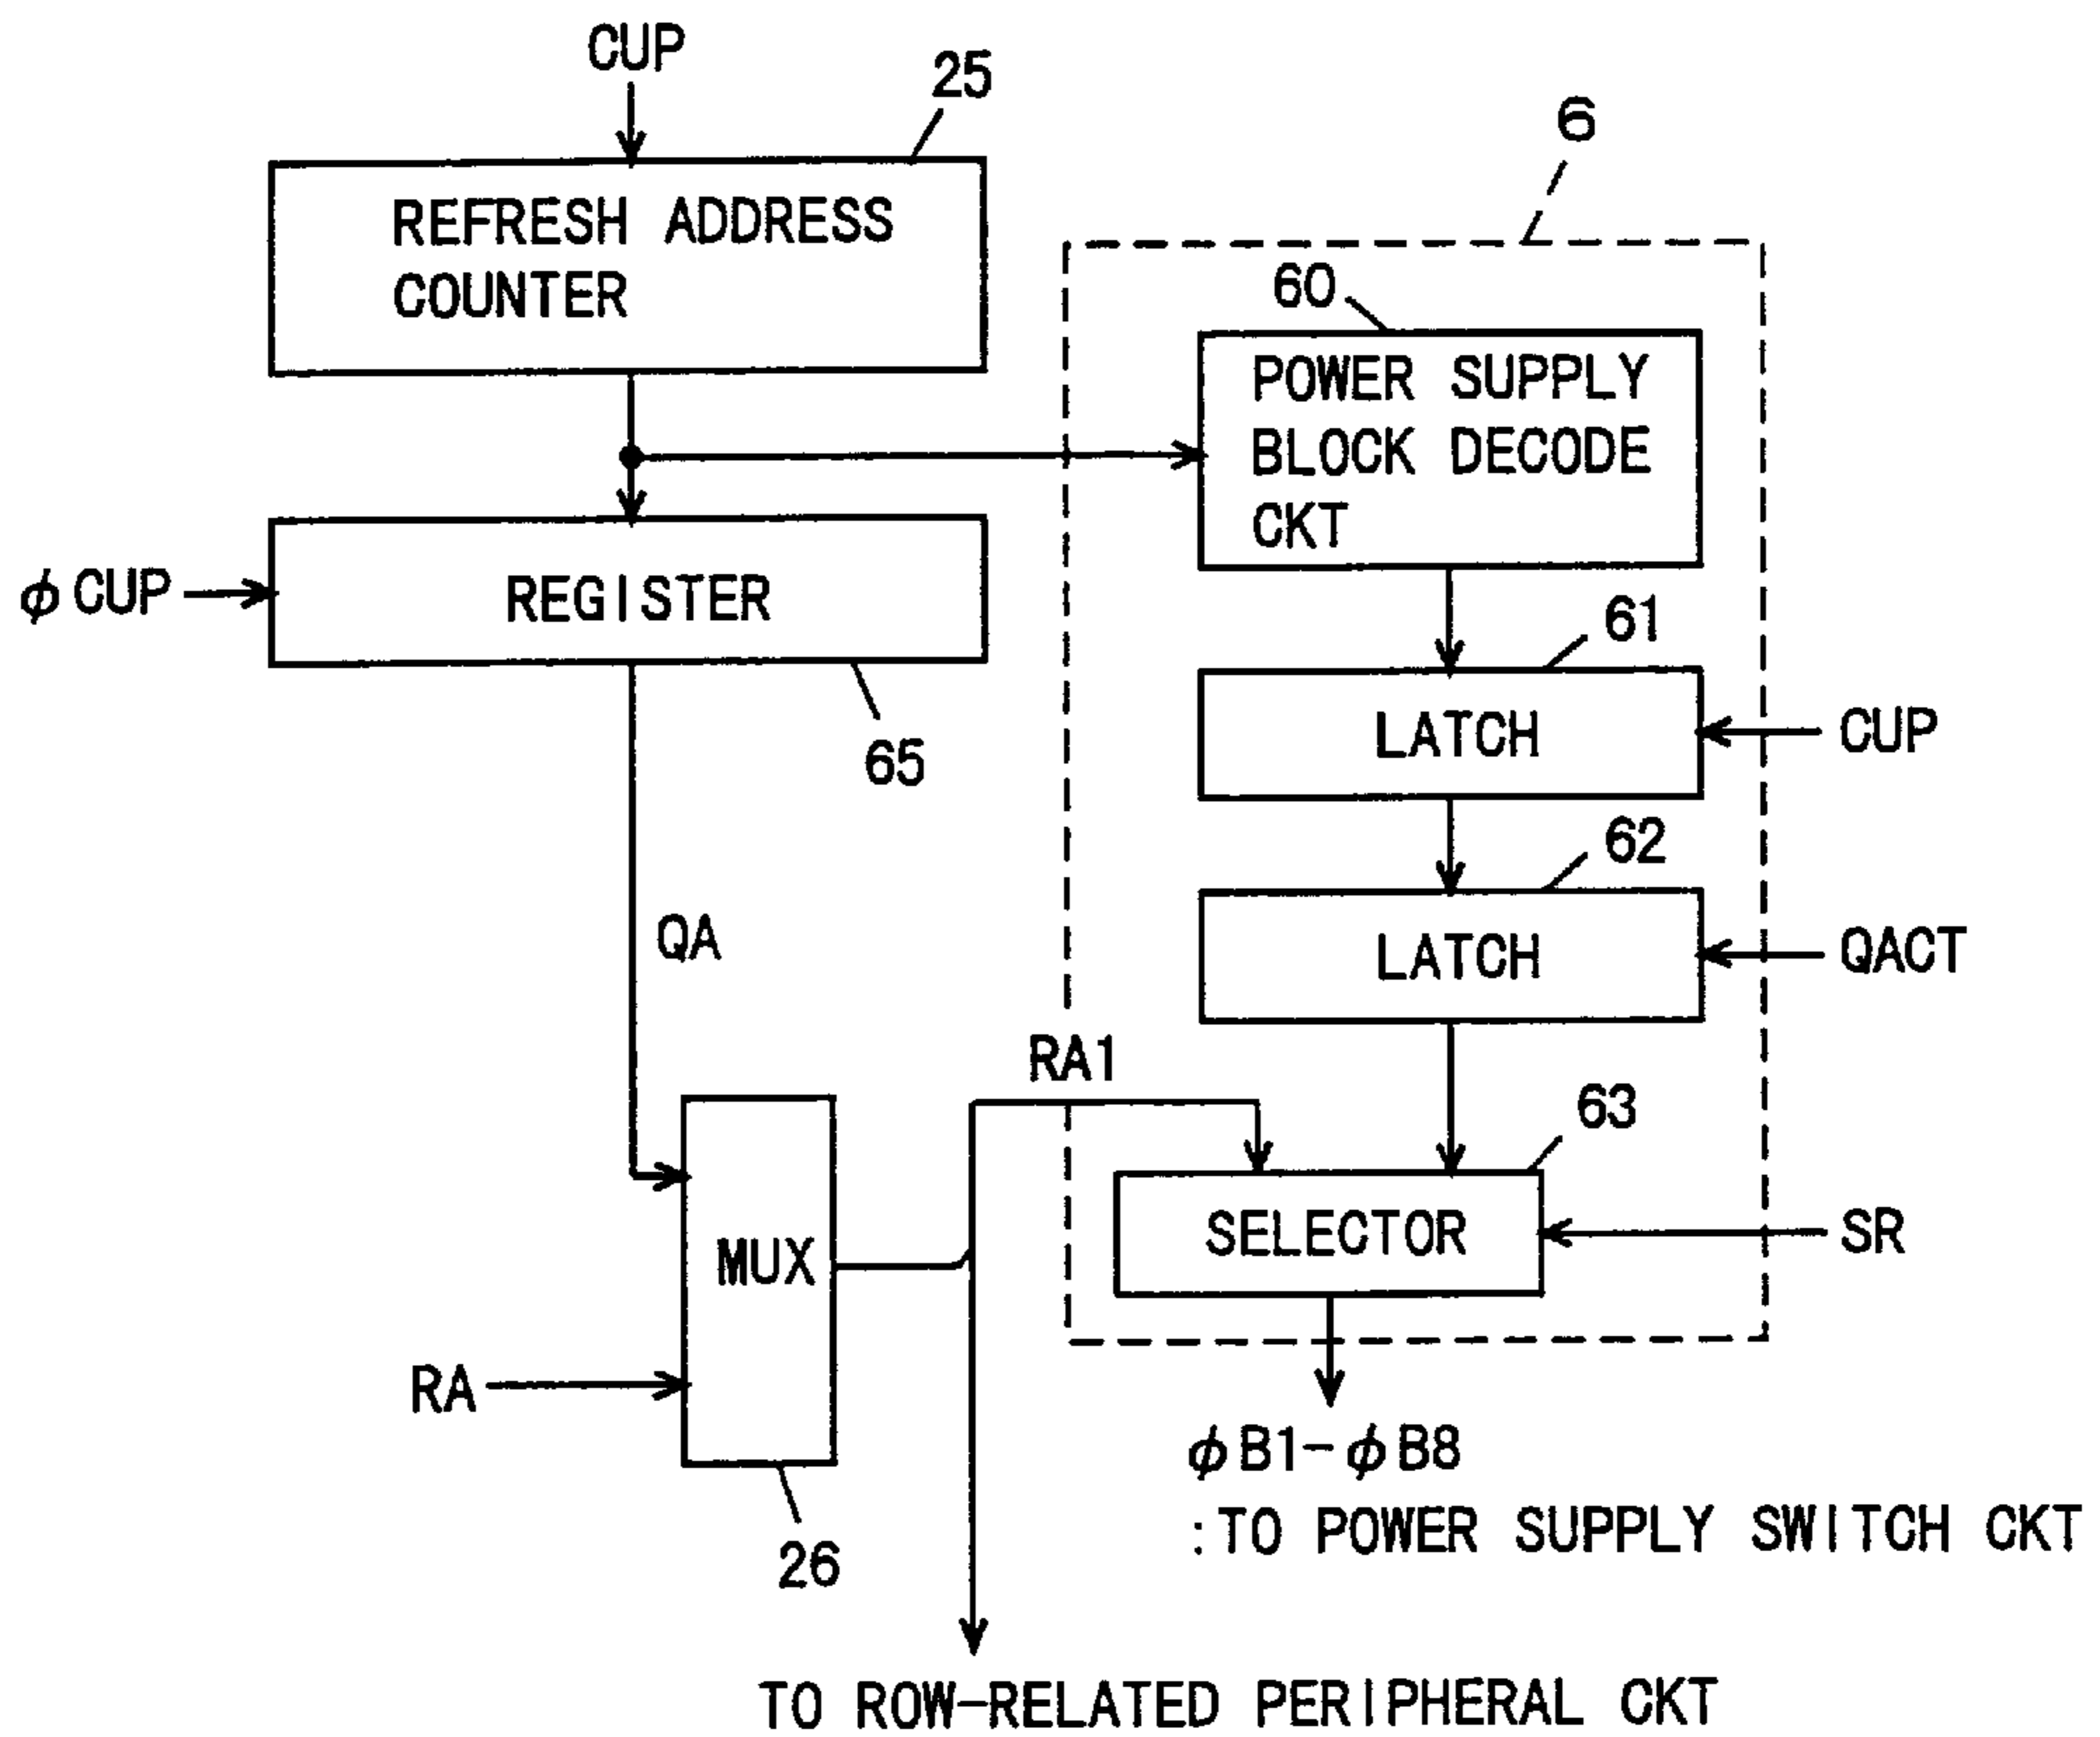 CUP
25
REFRESH ADDRESS
COUNTER
6
60
POWER SUPPLY
BLOCK DECODE
CKT
φCUP
REGISTER
65
61
LATCH
CUP
62
LATCH
QACT
QA
RA1
63
SELECTOR
SR
MUX
RA
26
φB1-φB8
:TO POWER SUPPLY SWITCH CKT
TO ROW-RELATED PERIPHERAL CKT